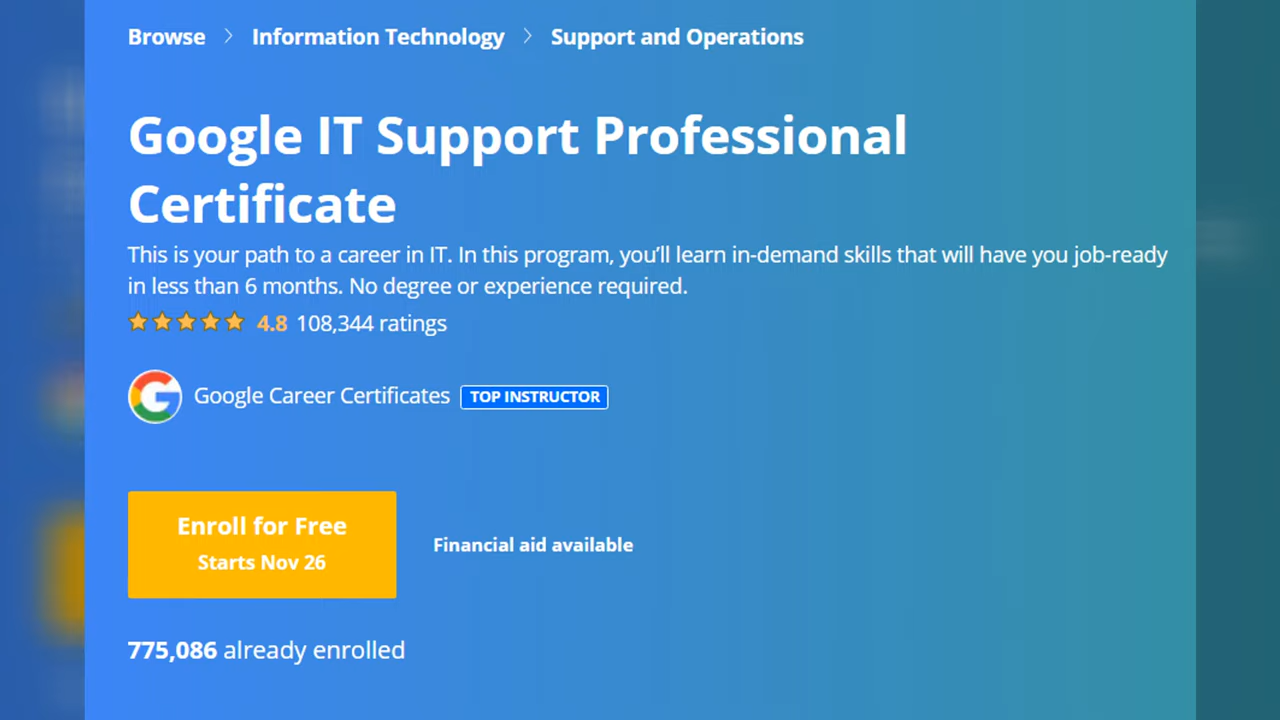 Browse > Information Technology > Support and Operations
Google IT Support Professional
Certificate
This is your path to a career in IT. In this program, you’ll learn in-demand skills that will have you job-ready
in less than 6 months. No degree or experience required.
4.8 108,344 ratings
Google Career Certificates TOP INSTRUCTOR
Enroll for Free
Starts Nov 26
Financial aid available
775,086 already enrolled